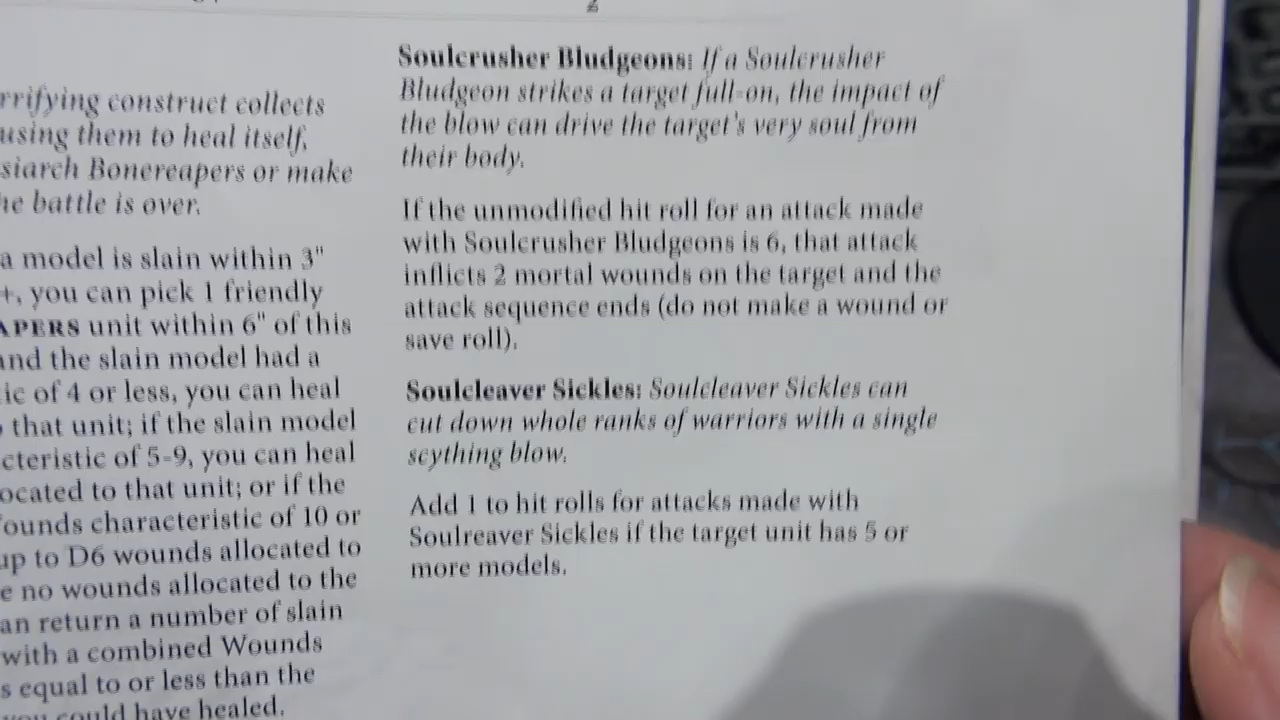 rrifying construct collects
using them to heal itself,
siarch Bonereapers or make
he battle is over.
a model is slain within 3"
+, you can pick 1 friendly
APERS unit within 6" of this
and the slain model had a
ic of 4 or less, you can heal
that unit; if the slain model
cteristic of 5-9, you can heal
ocated to that unit; or if the
ounds characteristic of 10 or
up to D6 wounds allocated to
e no wounds allocated to the
an return a number of slain
with a combined Wounds
s equal to or less than the
you could have healed.
Soulcrusher Bludgeons: If a Soulcrusher
Bludgeon strikes a target full-on, the impact of
the blow can drive the target's very soul from
their body.
If the unmodified hit roll for an attack made
with Soulcrusher Bludgeons is 6, that attack
inflicts 2 mortal wounds on the target and the
attack sequence ends (do not make a wound or
save roll).
Soulcleaver Sickles: Soulcleaver Sickles can
cut down whole ranks of warriors with a single
scything blow.
Add 1 to hit rolls for attacks made with
Soulreaver Sickles if the target unit has 5 or
more models.